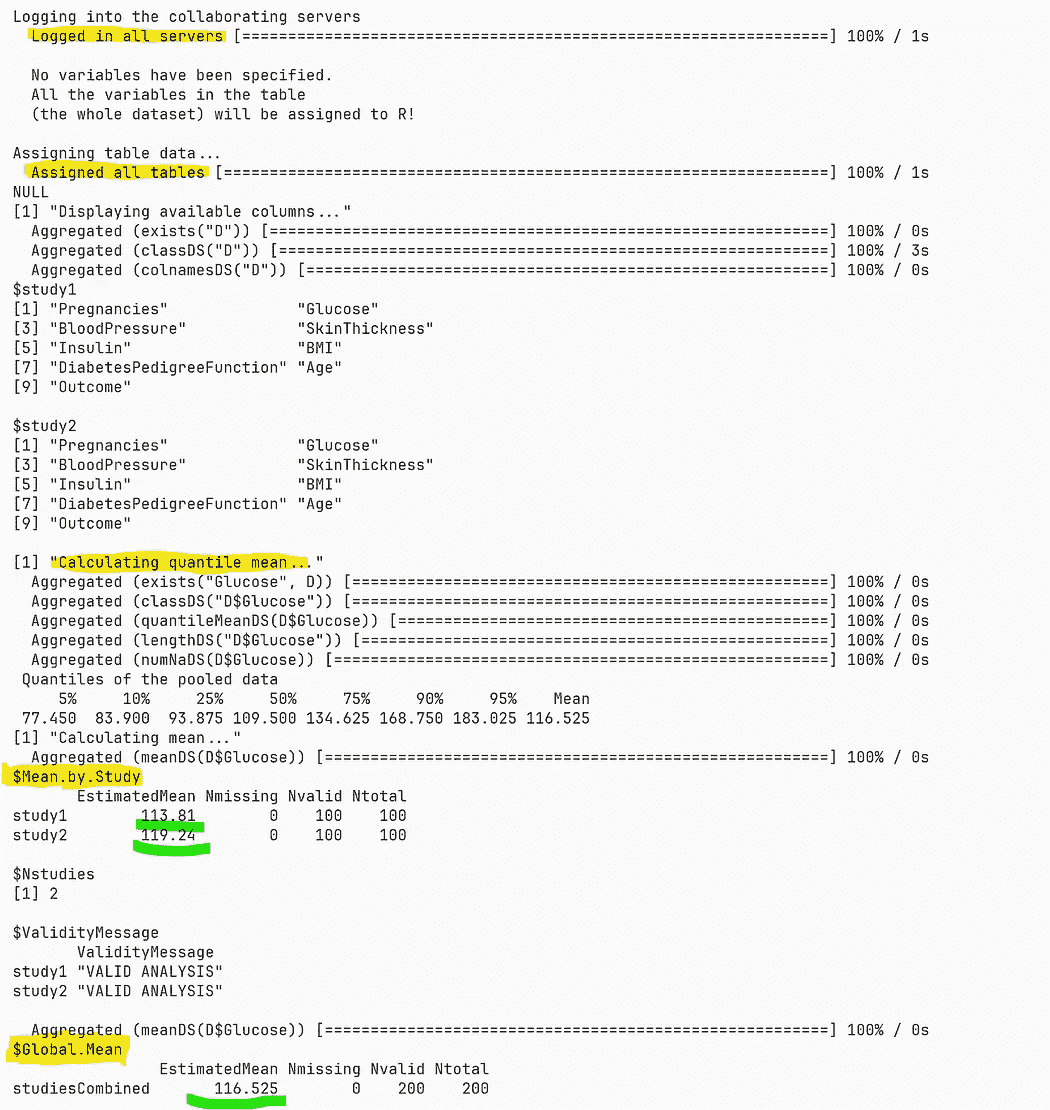 Logging into the collaborating servers
  Logged in all servers [================================================================] 100% / 1s

  No variables have been specified.
  All the variables in the table
  (the whole dataset) will be assigned to R!

Assigning table data...
  Assigned all tables [==================================================================] 100% / 1s
NULL
[1] "Displaying available columns..."
  Aggregated (exists("D")) [=============================================================] 100% / 0s
  Aggregated (classDS("D")) [============================================================] 100% / 3s
  Aggregated (colnamesDS("D")) [=========================================================] 100% / 0s
$study1
[1] "Pregnancies"              "Glucose"
[3] "BloodPressure"            "SkinThickness"
[5] "Insulin"                  "BMI"
[7] "DiabetesPedigreeFunction" "Age"
[9] "Outcome"

$study2
[1] "Pregnancies"              "Glucose"
[3] "BloodPressure"            "SkinThickness"
[5] "Insulin"                  "BMI"
[7] "DiabetesPedigreeFunction" "Age"
[9] "Outcome"

[1] "Calculating quantile mean..."
  Aggregated (exists("Glucose", D)) [====================================================] 100% / 0s
  Aggregated (classDS("D$Glucose")) [====================================================] 100% / 0s
  Aggregated (quantileMeanDS(D$Glucose)) [===============================================] 100% / 0s
  Aggregated (lengthDS("D$Glucose")) [===================================================] 100% / 0s
  Aggregated (numNaDS(D$Glucose)) [======================================================] 100% / 0s
 Quantiles of the pooled data
     5%     10%     25%     50%     75%     90%     95%    Mean
 77.450  83.900  93.875 109.500 134.625 168.750 183.025 116.525
[1] "Calculating mean..."
  Aggregated (meanDS(D$Glucose)) [=======================================================] 100% / 0s
$Mean.by.Study
       EstimatedMean Nmissing Nvalid Ntotal
study1        113.81        0    100    100
study2        119.24        0    100    100

$Nstudies
[1] 2

$ValidityMessage
       ValidityMessage
study1 "VALID ANALYSIS"
study2 "VALID ANALYSIS"

  Aggregated (meanDS(D$Glucose)) [=======================================================] 100% / 0s
$Global.Mean
                EstimatedMean Nmissing Nvalid Ntotal
studiesCombined       116.525        0    200    200